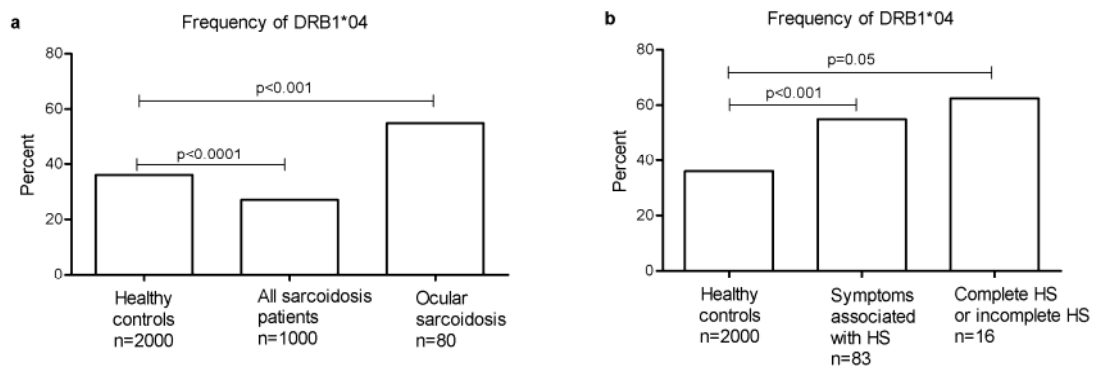 a
Frequency of DRB1*04
Percent
80
60
40
20
0
p<0.001
p<0.0001
Healthy
controls
n=2000
All sarcoidosis
patients
n=1000
Ocular
sarcoidosis
n=80
b
Frequency of DRB1*04
Percent
80
60
40
20
0
p=0.05
p<0.001
Healthy
controls
n=2000
Symptoms
associated
with HS
n=83
Complete HS
or incomplete HS
n=16